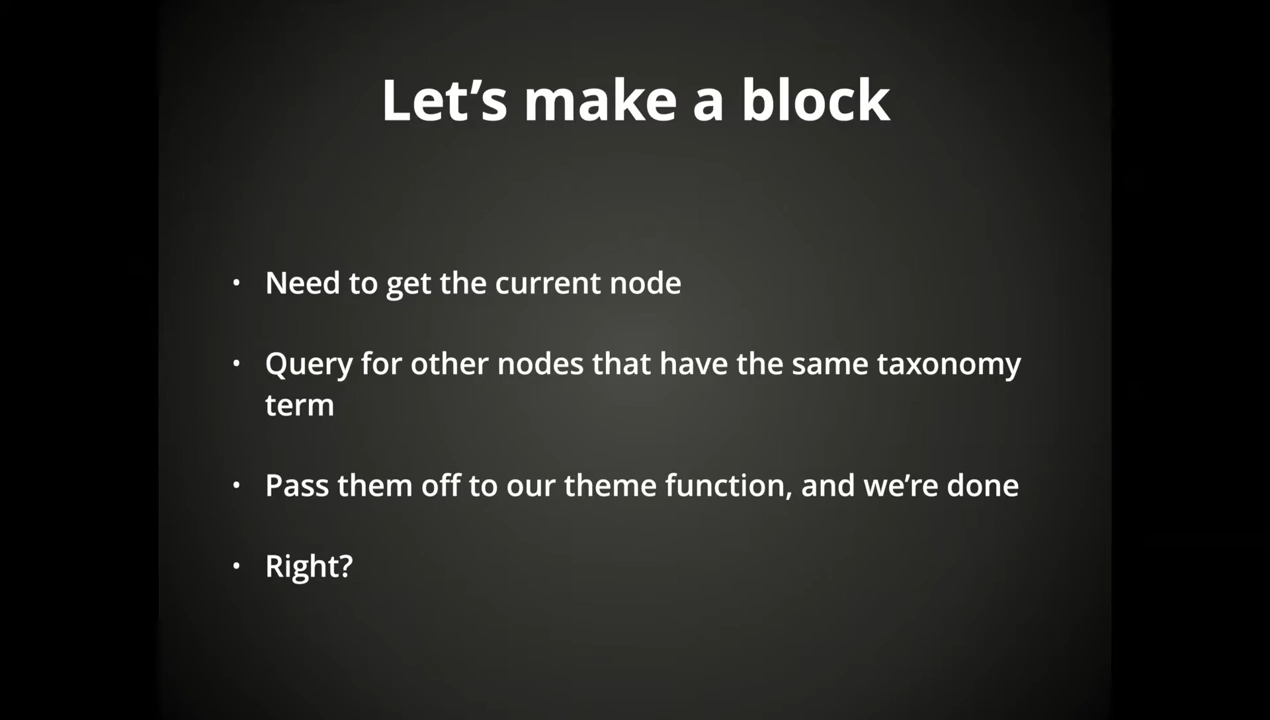 Let’s make a block
• Need to get the current node
• Query for other nodes that have the same taxonomy
term
• Pass them off to our theme function, and we’re done
• Right?